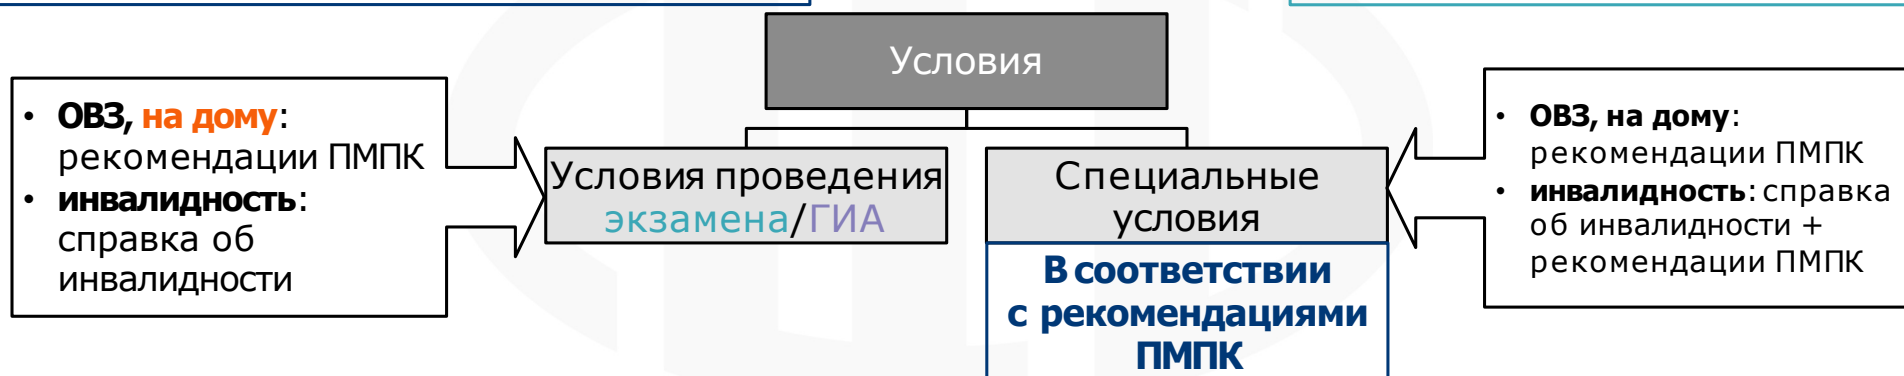 Условия
• ОВЗ, на дому:
рекомендации ПМПК
• инвалидность:
справка об
инвалидности
Условия проведения
экзамена/ГИА
Специальные
условия
В соответствии
с рекомендациями
ПМПК
• ОВЗ, на дому:
рекомендации ПМПК
• инвалидность: справка
об инвалидности +
рекомендации ПМПК